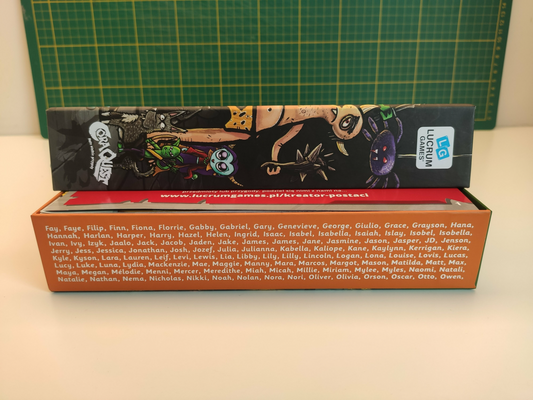 CoraQuest
LG
LUCRUM
GAMES
www.lucrumgames.pl/kreator-postaci
Fay, Faye, Filip, Finn, Fiona, Florrie, Gabby, Gabriel, Gary, Genevieve, George, Giulio, Grace, Grayson, Hana,
Hannah, Harlan, Harper, Harry, Hazel, Helen, Ingrid, Isaac, Isabel, Isabella, Isaiah, Islay, Isobel, Isobella,
Ivan, Ivy, Izyk, Jaalo, Jack, Jacob, Jaden, Jake, James, James, Jane, Jasmine, Jason, Jasper, JD, Jenson,
Jerry, Jess, Jessica, Jonathan, Josh, Jozef, Julia, Julianna, Kabella, Kaliope, Kane, Kaylynn, Kerrigan, Kiera,
Kyle, Kyson, Lara, Lauren, Leif, Levi, Lewis, Lia, Libby, Lily, Lilly, Lincoln, Logan, Lona, Louise, Lovis, Lucas,
Lucy, Luke, Luna, Lydia, Mackenzie, Mae, Maggie, Manny, Mara, Marcos, Margot, Mason, Matilda, Matt, Max,
Maya, Megan, Mélodie, Menni, Mercer, Meredithe, Miah, Micah, Millie, Miriam, Mylee, Myles, Naomi, Natali,
Natalie, Nathan, Nema, Nicholas, Nikki, Noah, Nolan, Nora, Nori, Oliver, Olivia, Orsin, Oscar, Otto, Owen,